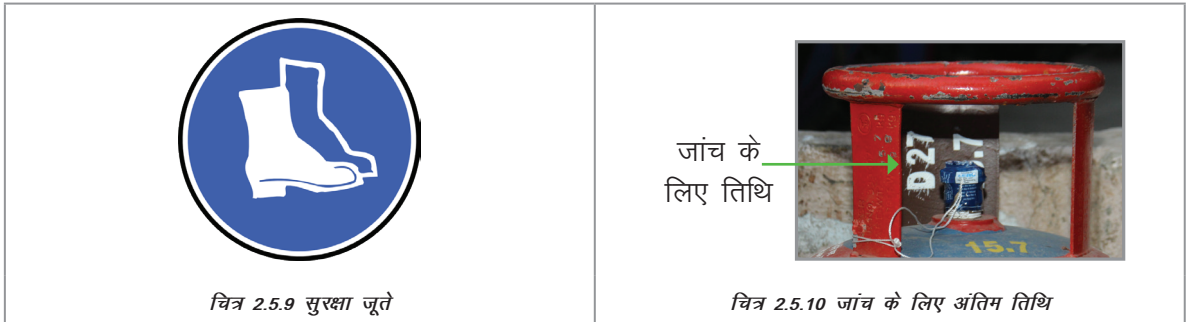 जांच के
लिए तिथि
D27
.7
15.7
चित्र 2.5.9 सुरक्षा जूते
चित्र 2.5.10 जांच के लिए अंतिम तिथि